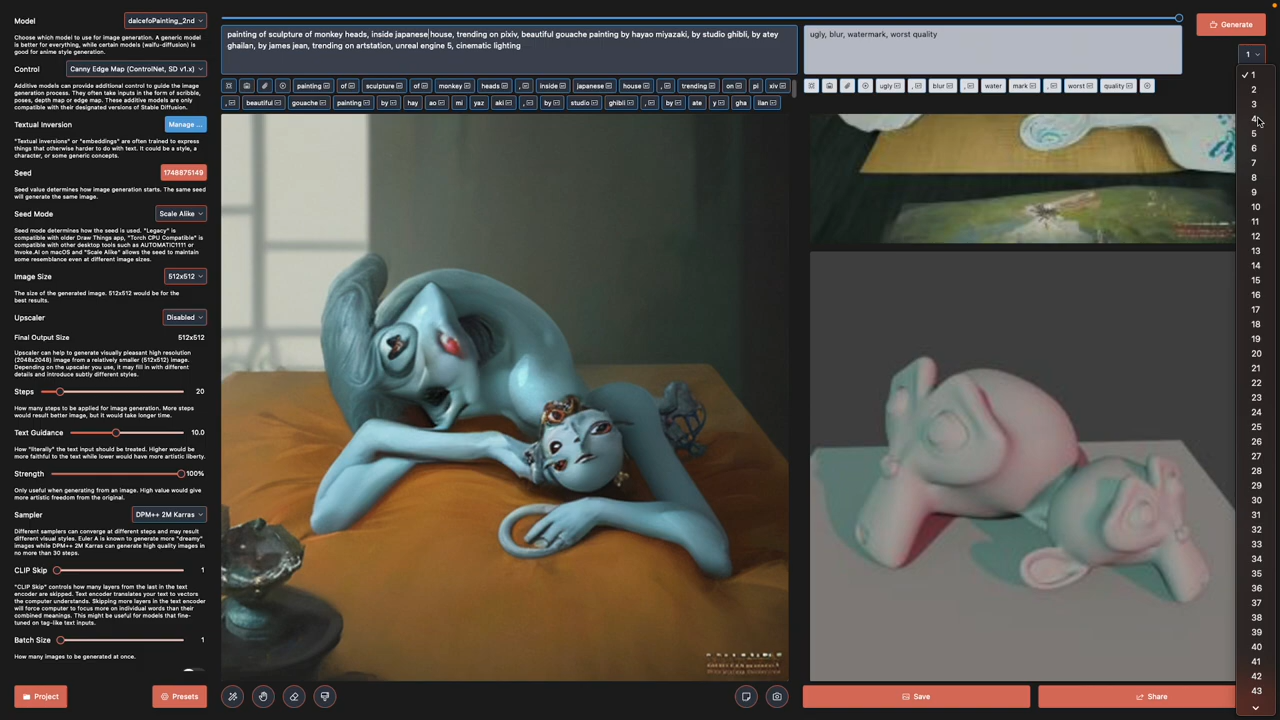 Model
dalcefoPainting_2nd
Choose which model to use for image generation. A generic model
is better for everything, while certain models (waifu-diffusion) is
good for anime style generation.
Control
Canny Edge Map (ControlNet, SD v1.x)
Additive models can provide additional control to guide the image
generation process. They often take inputs in the form of scribble,
poses, depth map or edge map. These additive models are only
compatible with their designated versions of Stable Diffusion.
Textual Inversion
Manage ...
"Textual Inversions" or "embeddings" are often trained to express
things that otherwise harder to do with text. It could be a style, a
character, or some generic concepts.
Seed
1748875149
Seed value determines how image generation starts. The same seed
will generate the same image.
Seed Mode
Scale Alike
Seed mode determines how the seed is used. "Legacy" is
compatible with older Draw Things app, "Torch CPU Compatible" is
compatible with other desktop tools such as AUTOMATIC1111 or
Invoke.AI on macOS and "Scale Alike" allows the seed to maintain
some resemblance even at different image sizes.
Image Size
512x512
The size of the generated image. 512x512 would be for the
best results.
Upscaler
Disabled
Final Output Size
512x512
Upscaler can help to generate visually pleasant high resolution
(2048x2048) image from a relatively smaller (512x512) image.
Depending on the upscaler you use, it may fill in with different
details and introduce subtly different styles.
Steps
20
How many steps to be applied for image generation. More steps
would result better image, but it would take longer time.
Text Guidance
10.0
How "literally" the text input should be treated. Higher would be
more faithful to the text while lower would have more artistic liberty.
Strength
100%
Only useful when generating from an image. High value would give
more artistic freedom from the original.
Sampler
DPM++ 2M Karras
Different samplers can converge at different steps and may result
different visual styles. Euler A is known to generate more "dreamy"
images while DPM++ 2M Karras can generate high quality images in
no more than 30 steps.
CLIP Skip
1
"CLIP Skip" controls how many layers from the last in the text
encoder are skipped. Text encoder translates your text to vectors
the computer understands. Skipping more layers in the text encoder
will force computer to focus more on individual words than their
combined meanings. This might be useful for models that fine-
tuned on tag-like text inputs.
Batch Size
1
How many images to be generated at once.
Project
Presets
painting of sculpture of monkey heads, inside japanese house, trending on pixiv, beautiful gouache painting by hayao miyazaki, by studio ghibli, by atey
ghailan, by james jean, trending on artstation, unreal engine 5, cinematic lighting
painting of sculpture of monkey heads , inside japanese house , trending on pi xiv
, beautiful gouache painting by hay ao mi yaz aki , by studio ghibli , by ate y gha ilan
ugly, blur, watermark, worst quality
ugly , blur , water mark , worst quality
Generate
1
1
2
3
4
5
6
7
8
9
10
11
12
13
14
15
16
17
18
19
20
21
22
23
24
25
26
27
28
29
30
31
32
33
34
35
36
37
38
39
40
41
42
43
Save
Share